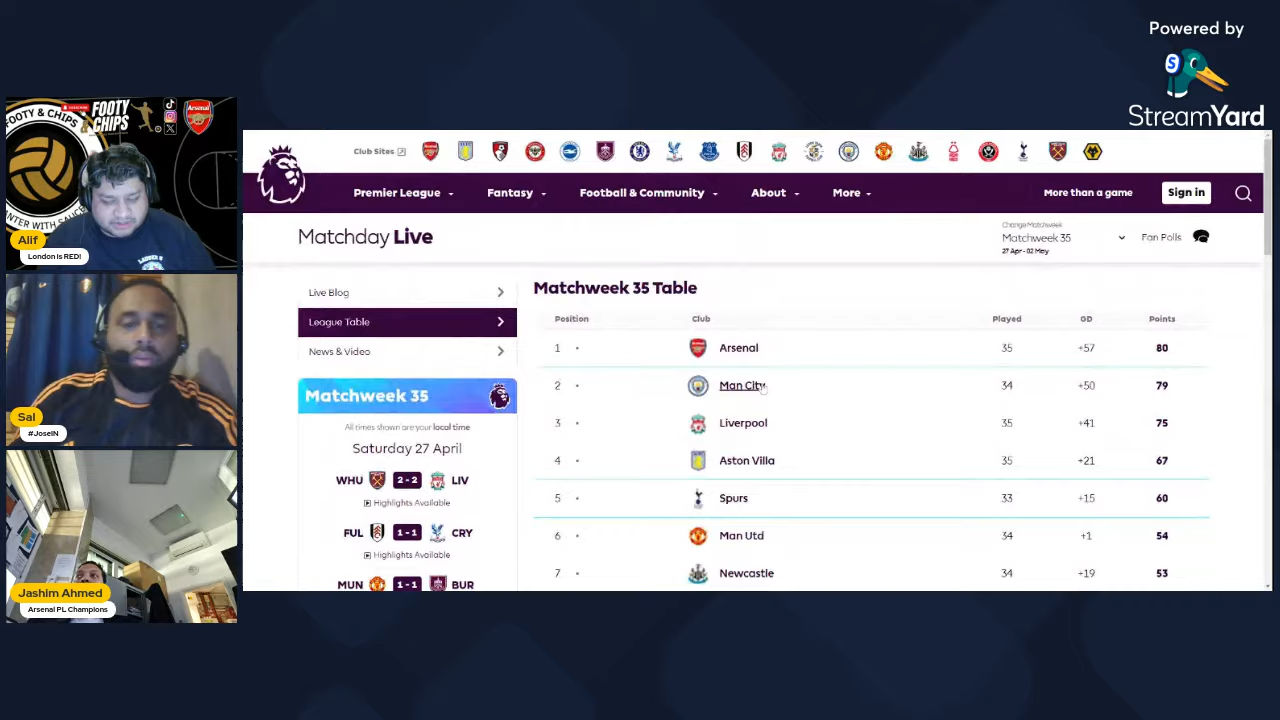 Powered by
StreamYard
FOOTY & CHIPS
FOOTY
CHIPS
Arsenal
Alif
London is RED!
Sal
#JoseIN
Jashim Ahmed
Arsenal PL Champions
Club Sites
Premier League
Fantasy
Football & Community
About
More
More than a game
Sign in
Matchday Live
Change Matchweek
Matchweek 35
27 Apr - 02 May
Fan Polls
Live Blog
League Table
News & Video
Matchweek 35
All times shown are your local time
Saturday 27 April
WHU 2 - 2 LIV
Highlights Available
FUL 1 - 1 CRY
Highlights Available
MUN 1 - 1 BUR
Matchweek 35 Table
Position Club Played GD Points
1 Arsenal 35 +57 80
2 Man City 34 +50 79
3 Liverpool 35 +41 75
4 Aston Villa 35 +21 67
5 Spurs 33 +15 60
6 Man Utd 34 +1 54
7 Newcastle 34 +19 53